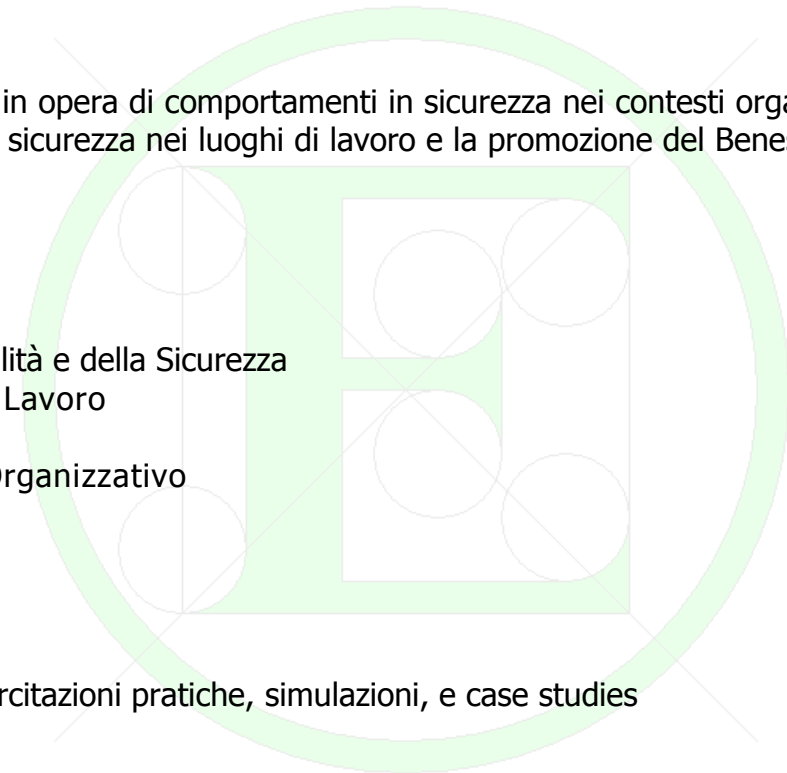 in opera di comportamenti in sicurezza nei contesti orga
sicurezza nei luoghi di lavoro e la promozione del Benes
lità e della Sicurezza
Lavoro
Organizzativo
rcitazioni pratiche, simulazioni, e case studies